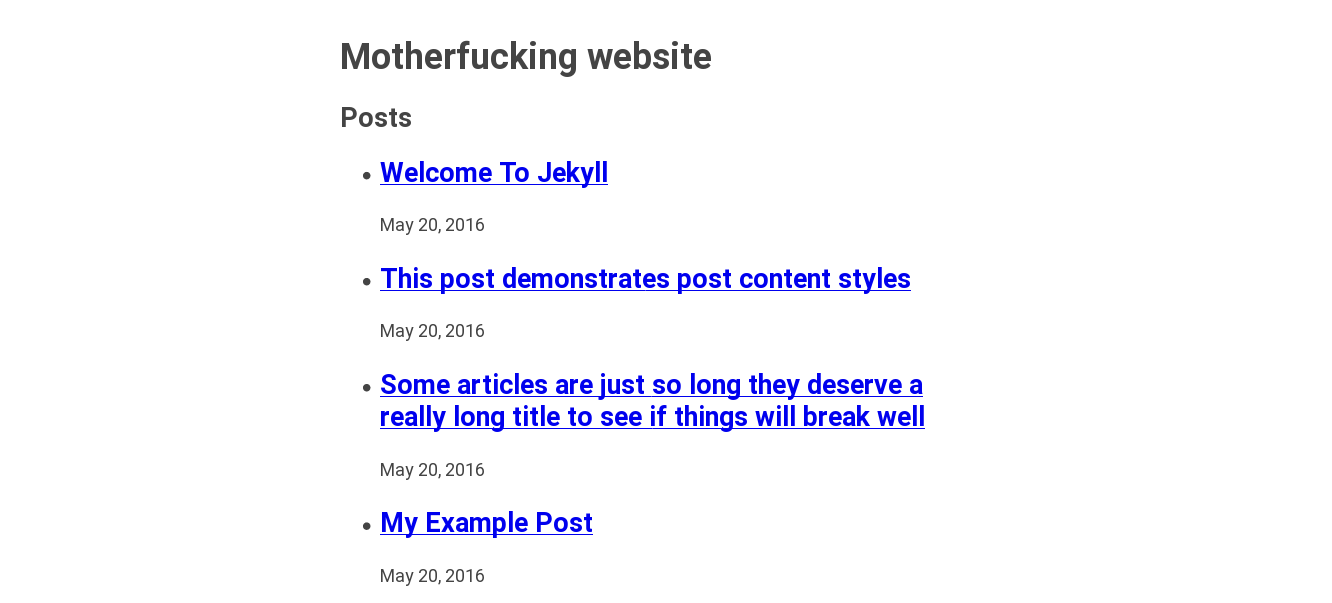 Motherfucking website
Posts
Welcome To Jekyll
May 20, 2016
This post demonstrates post content styles
May 20, 2016
Some articles are just so long they deserve a
really long title to see if things will break well
May 20, 2016
My Example Post
May 20, 2016